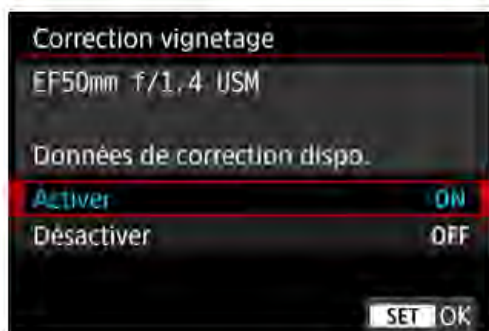 Correction vignetage
EF50mm f/1.4 USM
Données de correction dispo.
Activer ON
Désactiver OFF
SET OK